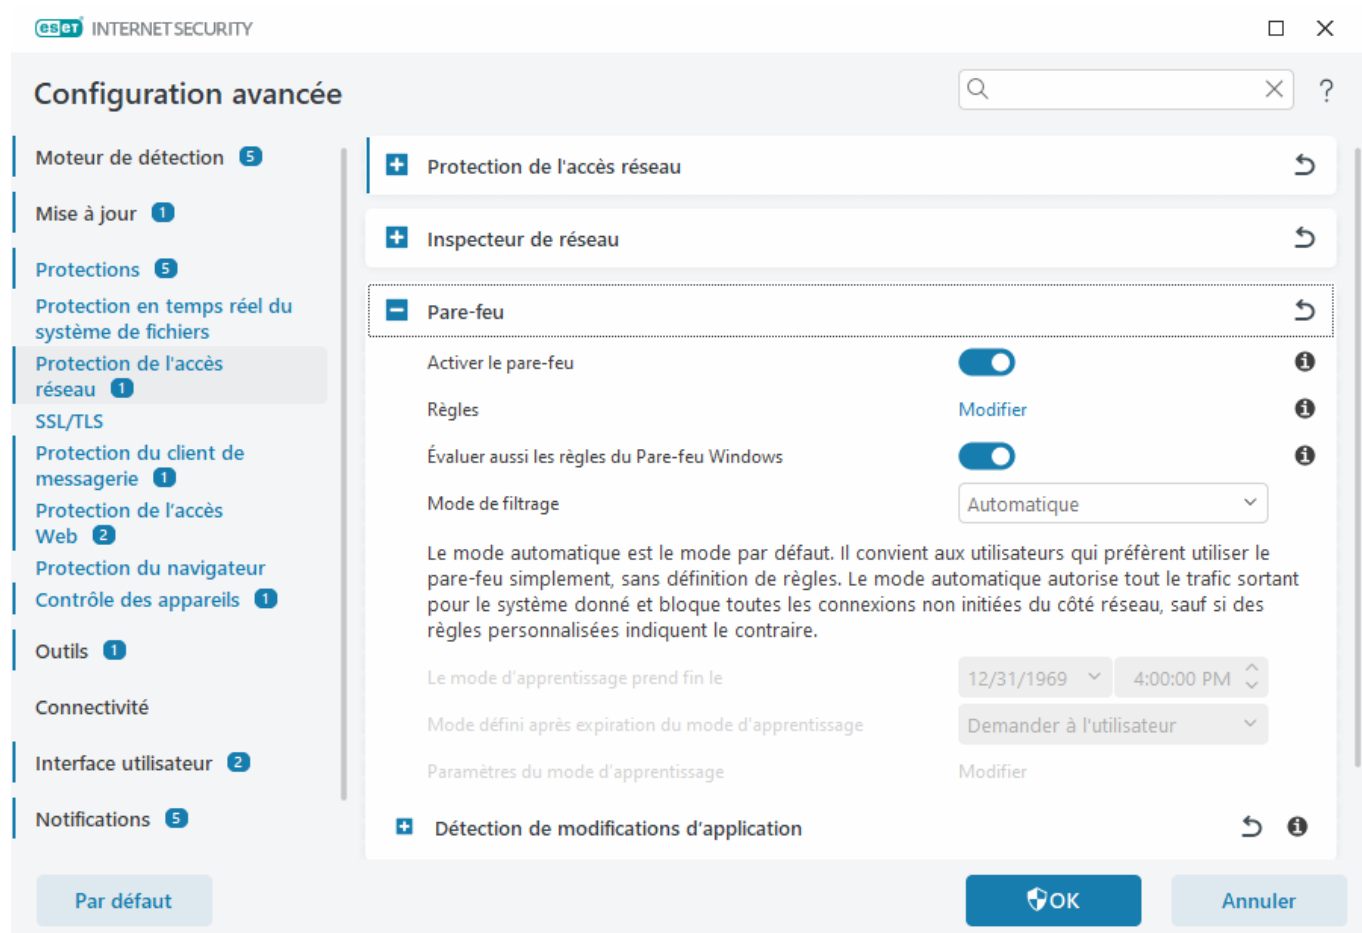 eset INTERNET SECURITY
Configuration avancée
?
Moteur de détection 5
Mise à jour 1
Protections 5
Protection en temps réel du
système de fichiers
Protection de l'accès
réseau 1
SSL/TLS
Protection du client de
messagerie 1
Protection de l'accès
Web 2
Protection du navigateur
Contrôle des appareils 1
Outils 1
Connectivité
Interface utilisateur 2
Notifications 5
Protection de l'accès réseau
Inspecteur de réseau
Pare-feu
Activer le pare-feu
Règles Modifier
Évaluer aussi les règles du Pare-feu Windows
Mode de filtrage Automatique
Le mode automatique est le mode par défaut. Il convient aux utilisateurs qui préfèrent utiliser le
pare-feu simplement, sans définition de règles. Le mode automatique autorise tout le trafic sortant
pour le système donné et bloque toutes les connexions non initiées du côté réseau, sauf si des
règles personnalisées indiquent le contraire.
Le mode d'apprentissage prend fin le 12/31/1969 4:00:00 PM
Mode défini après expiration du mode d'apprentissage Demander à l'utilisateur
Paramètres du mode d'apprentissage Modifier
Détection de modifications d'application
Par défaut
OK
Annuler